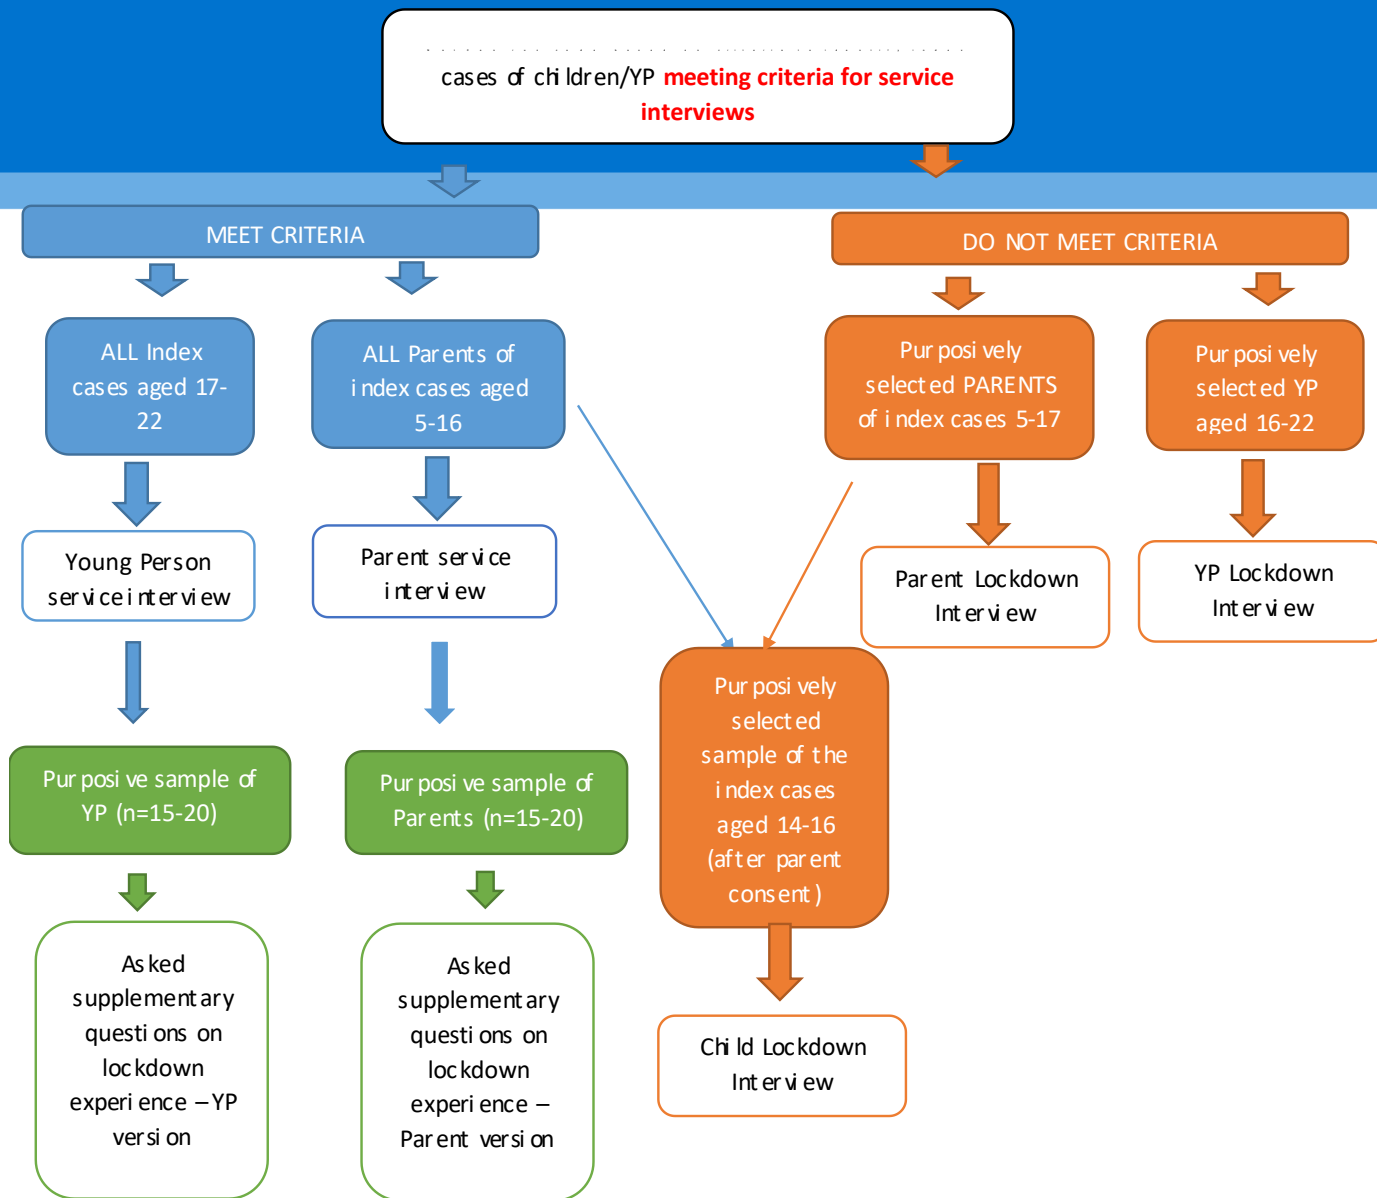 cases of children/YP meeting criteria for service
interviews
MEET CRITERIA
DO NOT MEET CRITERIA
ALL Index
cases aged 17-
22
ALL Parents of
index cases aged
5-16
Purposively
selected PARENTS
of index cases 5-17
Purposively
selected YP
aged 16-22
Young Person
service interview
Parent service
interview
Parent Lockdown
Interview
YP Lockdown
Interview
Purposively
selected
sample of the
index cases
aged 14-16
(after parent
consent)
Purposive sample of
YP (n=15-20)
Purposive sample of
Parents (n=15-20)
Asked
supplementary
questions on
lockdown
experience – YP
version
Asked
supplementary
questions on
lockdown
experience –
Parent version
Child Lockdown
Interview